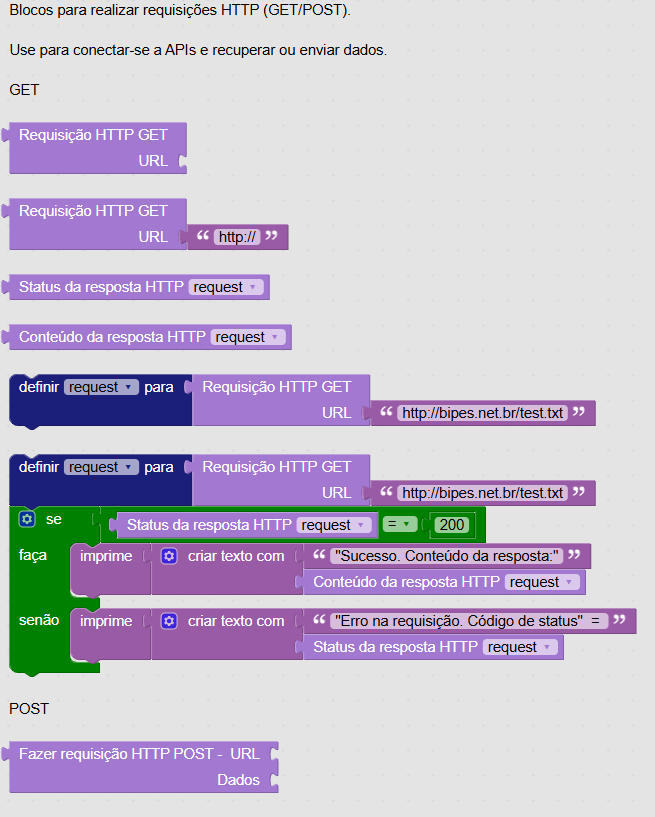 Blocos para realizar requisições HTTP (GET/POST).
Use para conectar-se a APIs e recuperar ou enviar dados.
GET
Requisição HTTP GET
URL
Requisição HTTP GET
URL “ http:// ”
Status da resposta HTTP request
Conteúdo da resposta HTTP request
definir request para Requisição HTTP GET
URL “ http://bipes.net.br/test.txt ”
definir request para Requisição HTTP GET
URL “ http://bipes.net.br/test.txt ”
se Status da resposta HTTP request = 200
faça imprime criar texto com “ "Sucesso. Conteúdo da resposta:" ”
Conteúdo da resposta HTTP request
senão imprime criar texto com “ "Erro na requisição. Código de status" = ”
Status da resposta HTTP request
POST
Fazer requisição HTTP POST - URL
Dados